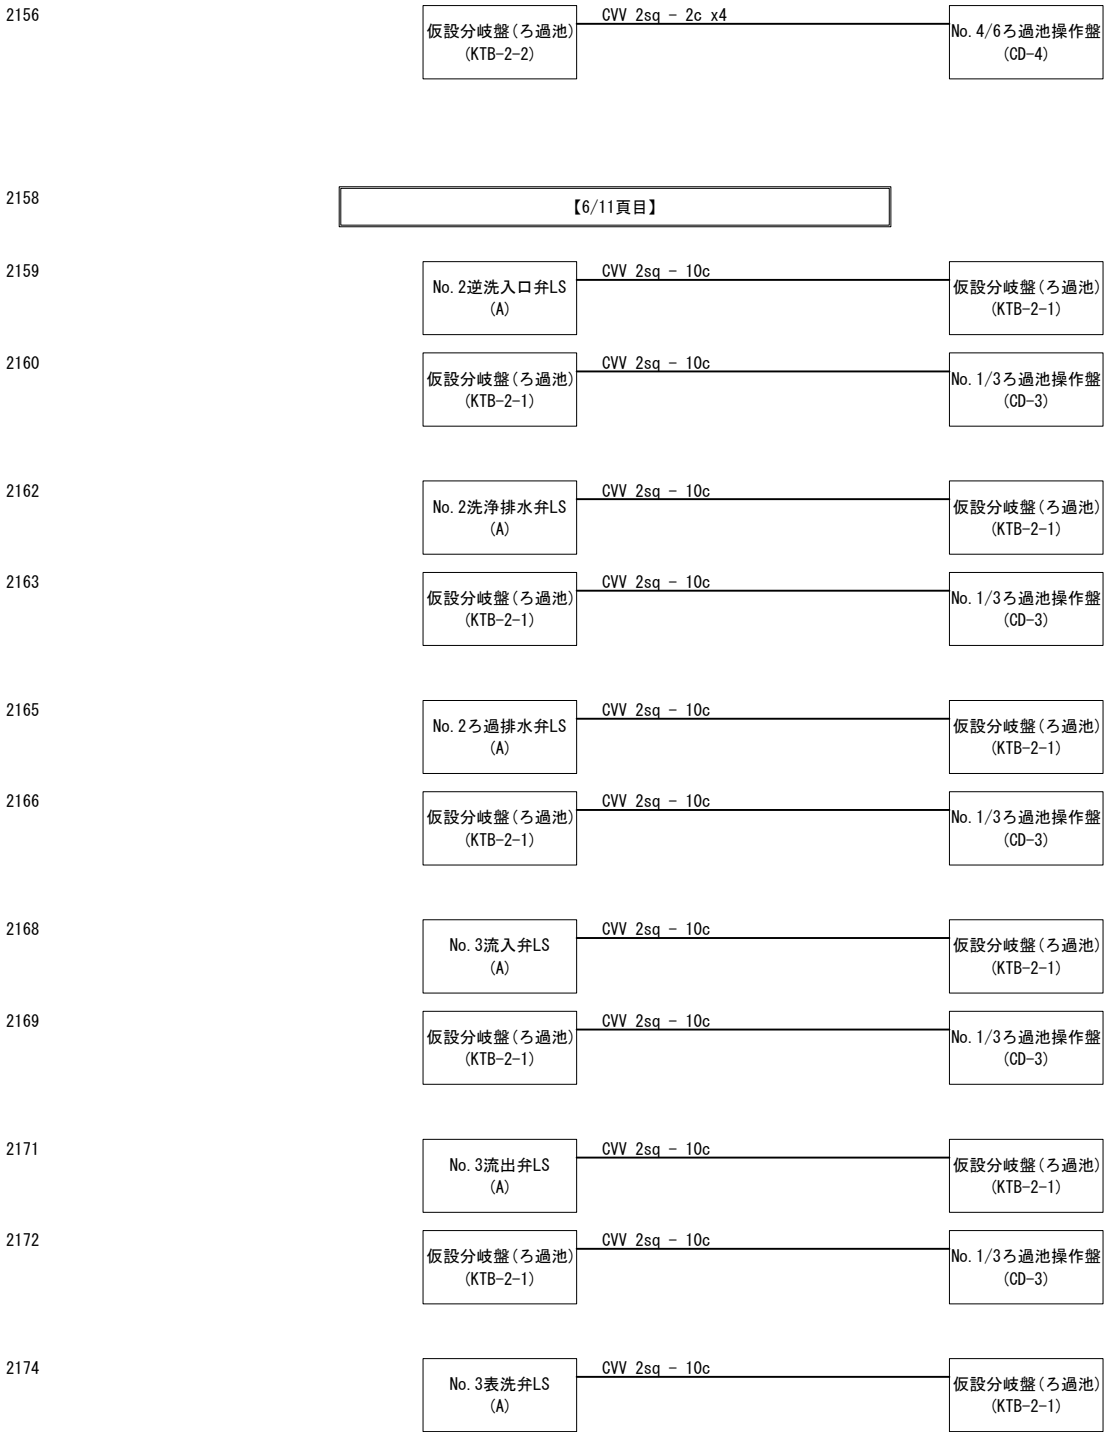 2156
仮設分岐盤(ろ過池)
(KTB-2-2)
CVV 2sq - 2c x4
No.4/6ろ過池操作盤
(CD-4)
2158
【6/11頁目】
2159
No.2逆洗入口弁LS
(A)
CVV 2sq - 10c
仮設分岐盤(ろ過池)
(KTB-2-1)
2160
仮設分岐盤(ろ過池)
(KTB-2-1)
CVV 2sq - 10c
No.1/3ろ過池操作盤
(CD-3)
2162
No.2洗浄排水弁LS
(A)
CVV 2sq - 10c
仮設分岐盤(ろ過池)
(KTB-2-1)
2163
仮設分岐盤(ろ過池)
(KTB-2-1)
CVV 2sq - 10c
No.1/3ろ過池操作盤
(CD-3)
2165
No.2ろ過排水弁LS
(A)
CVV 2sq - 10c
仮設分岐盤(ろ過池)
(KTB-2-1)
2166
仮設分岐盤(ろ過池)
(KTB-2-1)
CVV 2sq - 10c
No.1/3ろ過池操作盤
(CD-3)
2168
No.3流入弁LS
(A)
CVV 2sq - 10c
仮設分岐盤(ろ過池)
(KTB-2-1)
2169
仮設分岐盤(ろ過池)
(KTB-2-1)
CVV 2sq - 10c
No.1/3ろ過池操作盤
(CD-3)
2171
No.3流出弁LS
(A)
CVV 2sq - 10c
仮設分岐盤(ろ過池)
(KTB-2-1)
2172
仮設分岐盤(ろ過池)
(KTB-2-1)
CVV 2sq - 10c
No.1/3ろ過池操作盤
(CD-3)
2174
No.3表洗弁LS
(A)
CVV 2sq - 10c
仮設分岐盤(ろ過池)
(KTB-2-1)